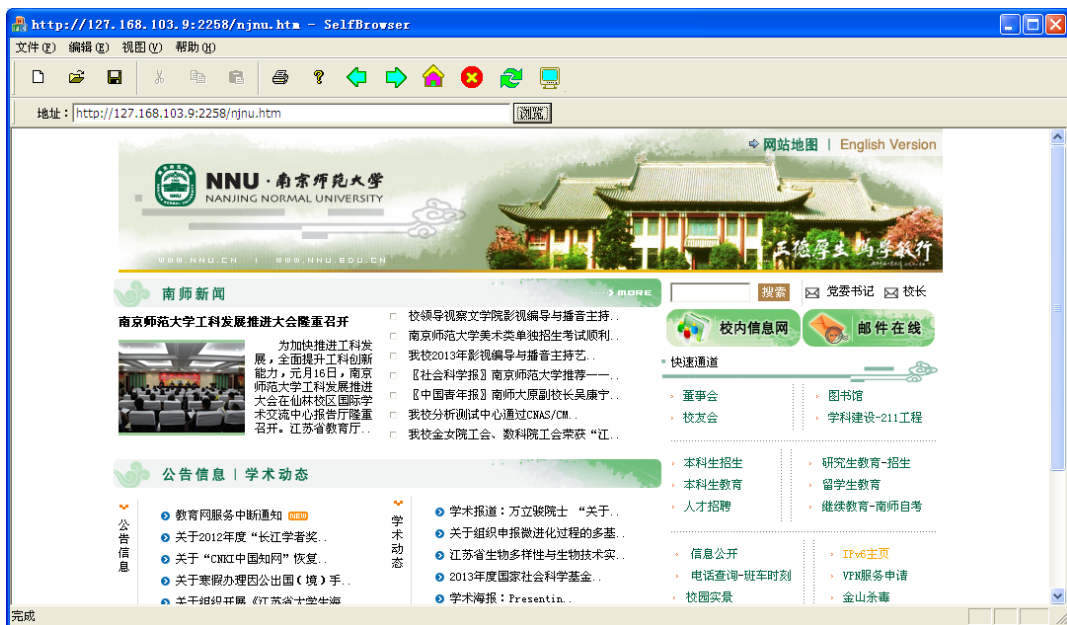 http://127.168.103.9:2258/njnu.htm - SelfBrowser
文件(F) 编辑(E) 视图(V) 帮助(H)
地址: http://127.168.103.9:2258/njnu.htm 浏览
网站地图 | English Version
NNU·南京师范大学
NANJING NORMAL UNIVERSITY
正德厚生 笃学敏行
WWW.NNU.CN | WWW.NNU.EDU.CN
南师新闻
MORE
搜索 党委书记 校长
南京师范大学工科发展推进大会隆重召开
为加快推进工科发
展,全面提升工科创新
能力,元月16日,南京
师范大学工科发展推进
大会在仙林校区国际学
术交流中心报告厅隆重
召开。江苏省教育厅..
校领导视察文学院影视编导与播音主持..
南京师范大学美术类单独招生考试顺利..
我校2013年影视编导与播音主持艺..
〖社会科学报〗南京师范大学推荐一一..
〖中国青年报〗南师大原副校长吴康宁..
我校分析测试中心通过CNAS/CM..
我校金女院工会、数科院工会荣获“江..
校内信息网 邮件在线
快速通道
董事会 图书馆
校友会 学科建设-211工程
本科生招生 研究生教育-招生
本科生教育 留学生教育
人才招聘 继续教育-南师自考
信息公开 IPv6主页
电话查询-班车时刻 VPN服务申请
校园实景 金山杀毒
公告信息 | 学术动态
公告信息
教育网服务中断通知 NEW
关于2012年度“长江学者奖..
关于“CNKI中国知网”恢复..
关于寒假办理因公出国(境)手..
关于组织开展《江苏省大学生海
学术动态
学术报道:万立骏院士 “关于..
关于组织申报微进化过程的多基..
江苏省生物多样性与生物技术实..
2013年度国家社会科学基金..
学术海报:Presentin..
完成